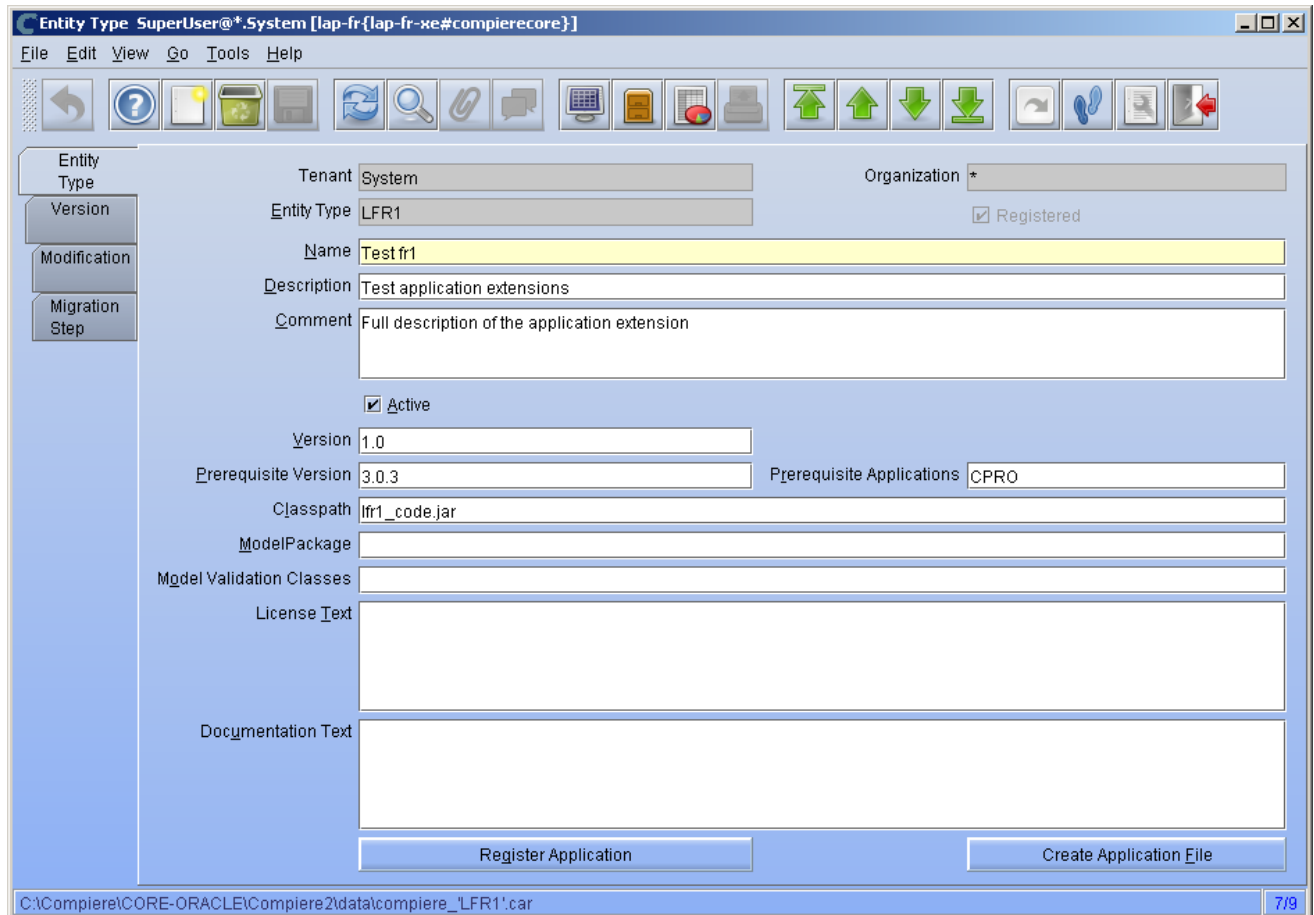 Entity Type SuperUser@*.System [lap-fr{lap-fr-xe#compierecore}]
File Edit View Go Tools Help
Entity
Type
Version
Modification
Migration
Step
Tenant System Organization *
Entity Type LFR1 Registered
Name Test fr1
Description Test application extensions
Comment Full description of the application extension
Active
Version 1.0
Prerequisite Version 3.0.3 Prerequisite Applications CPRO
Classpath lfr1_code.jar
ModelPackage
Model Validation Classes
License Text
Documentation Text
Register Application Create Application File
C:\Compiere\CORE-ORACLE\Compiere2\data\compiere_'LFR1'.car 7/9